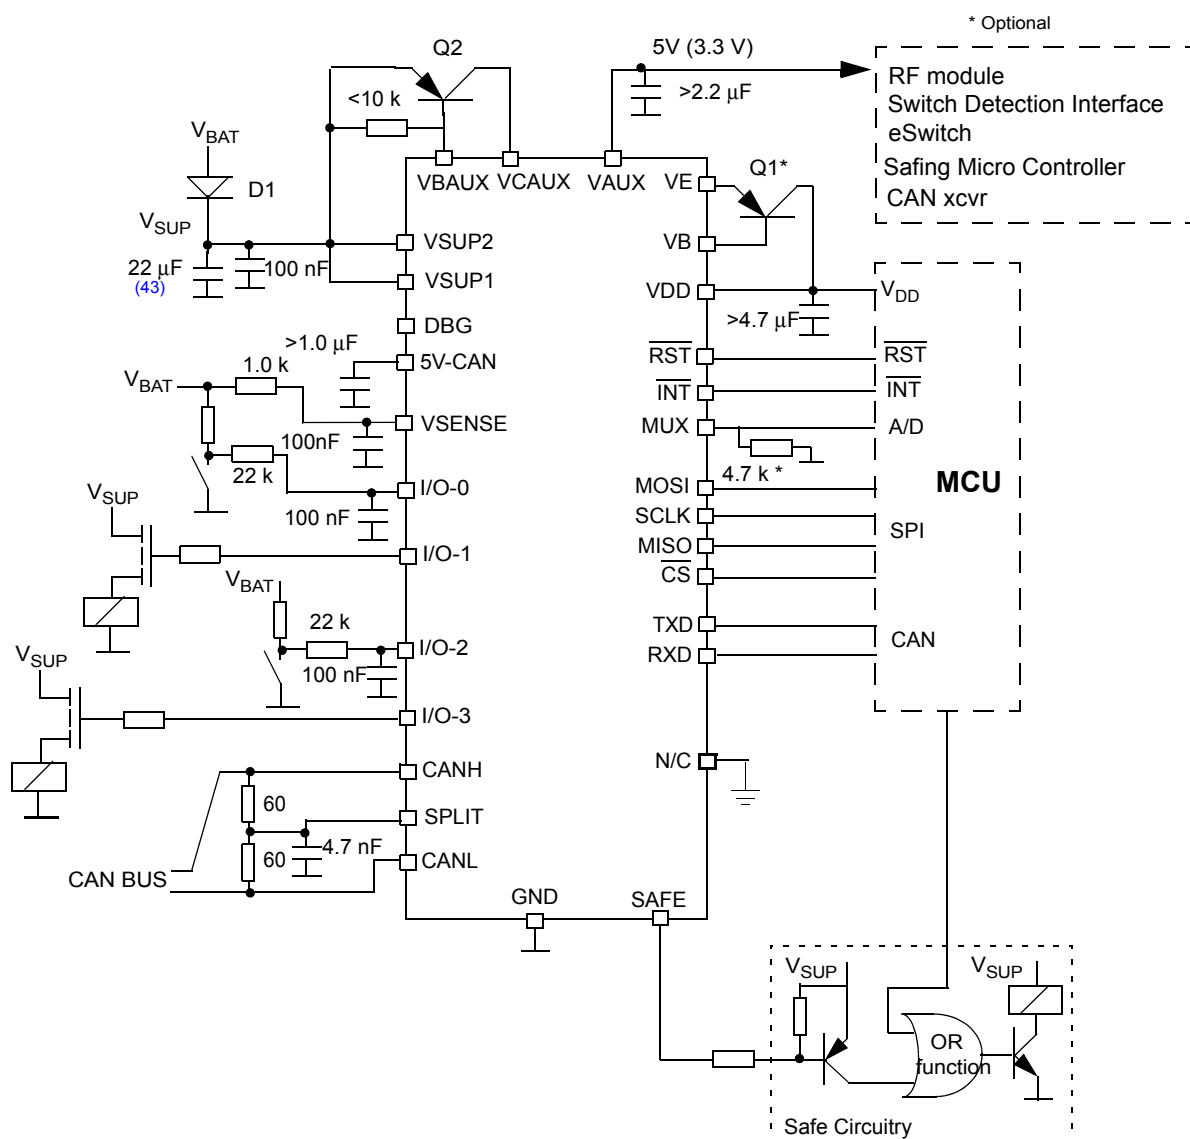 * Optional
Q2
5V (3.3 V)
RF module
Switch Detection Interface
eSwitch
Safing Micro Controller
CAN xcvr
<10 k
>2.2 μF
VBAT
D1
VSUP
22 μF
(43)
100 nF
VBAUX
VCAUX
VAUX
VE
Q1*
VB
VSUP2
VSUP1
VDD
VDD
>4.7 μF
DBG
>1.0 μF
5V-CAN
RST
RST
INT
INT
VBAT
1.0 k
VSENSE
100nF
MUX
A/D
4.7 k *
22 k
I/O-0
100 nF
MOSI
SCLK
MISO
CS
SPI
MCU
VSUP
I/O-1
VBAT
22 k
I/O-2
100 nF
TXD
RXD
CAN
VSUP
I/O-3
N/C
CANH
60
SPLIT
4.7 nF
60
CANL
CAN BUS
GND
SAFE
VSUP
VSUP
OR
function
Safe Circuitry